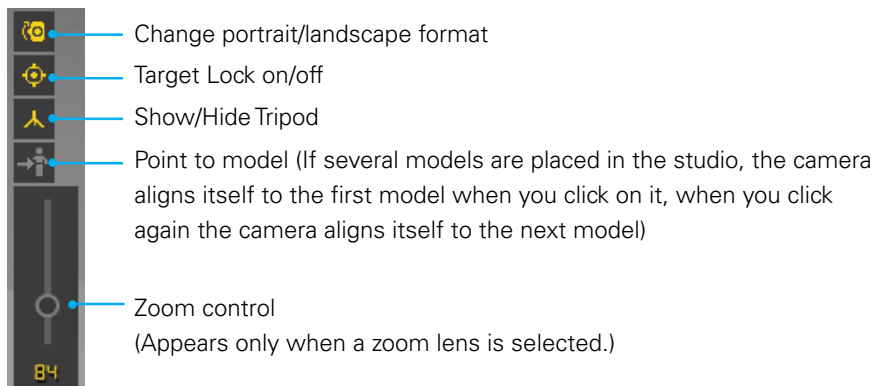 Change portrait/landscape format
Target Lock on/off
Show/Hide Tripod
Point to model (If several models are placed in the studio, the camera
aligns itself to the first model when you click on it, when you click
again the camera aligns itself to the next model)
Zoom control
(Appears only when a zoom lens is selected.)
84